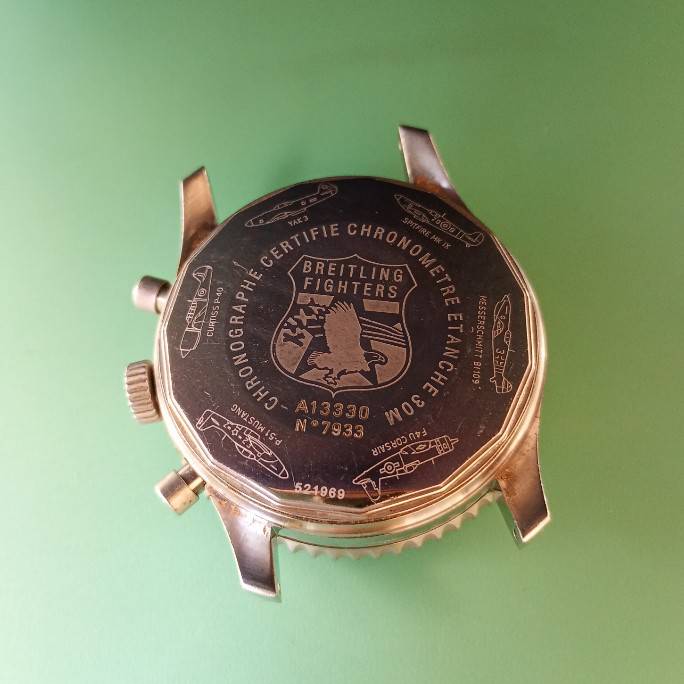 YAK 3
SPITFIRE MK IX
CURTISS P-40
MESSERSCHMITT Bf109
P-51 MUSTANG
F4U CORSAIR
CHRONOGRAPHE CERTIFIE CHRONOMETRE ETANCHE 30M
BREITLING
FIGHTERS
A13330
N°7933
521969